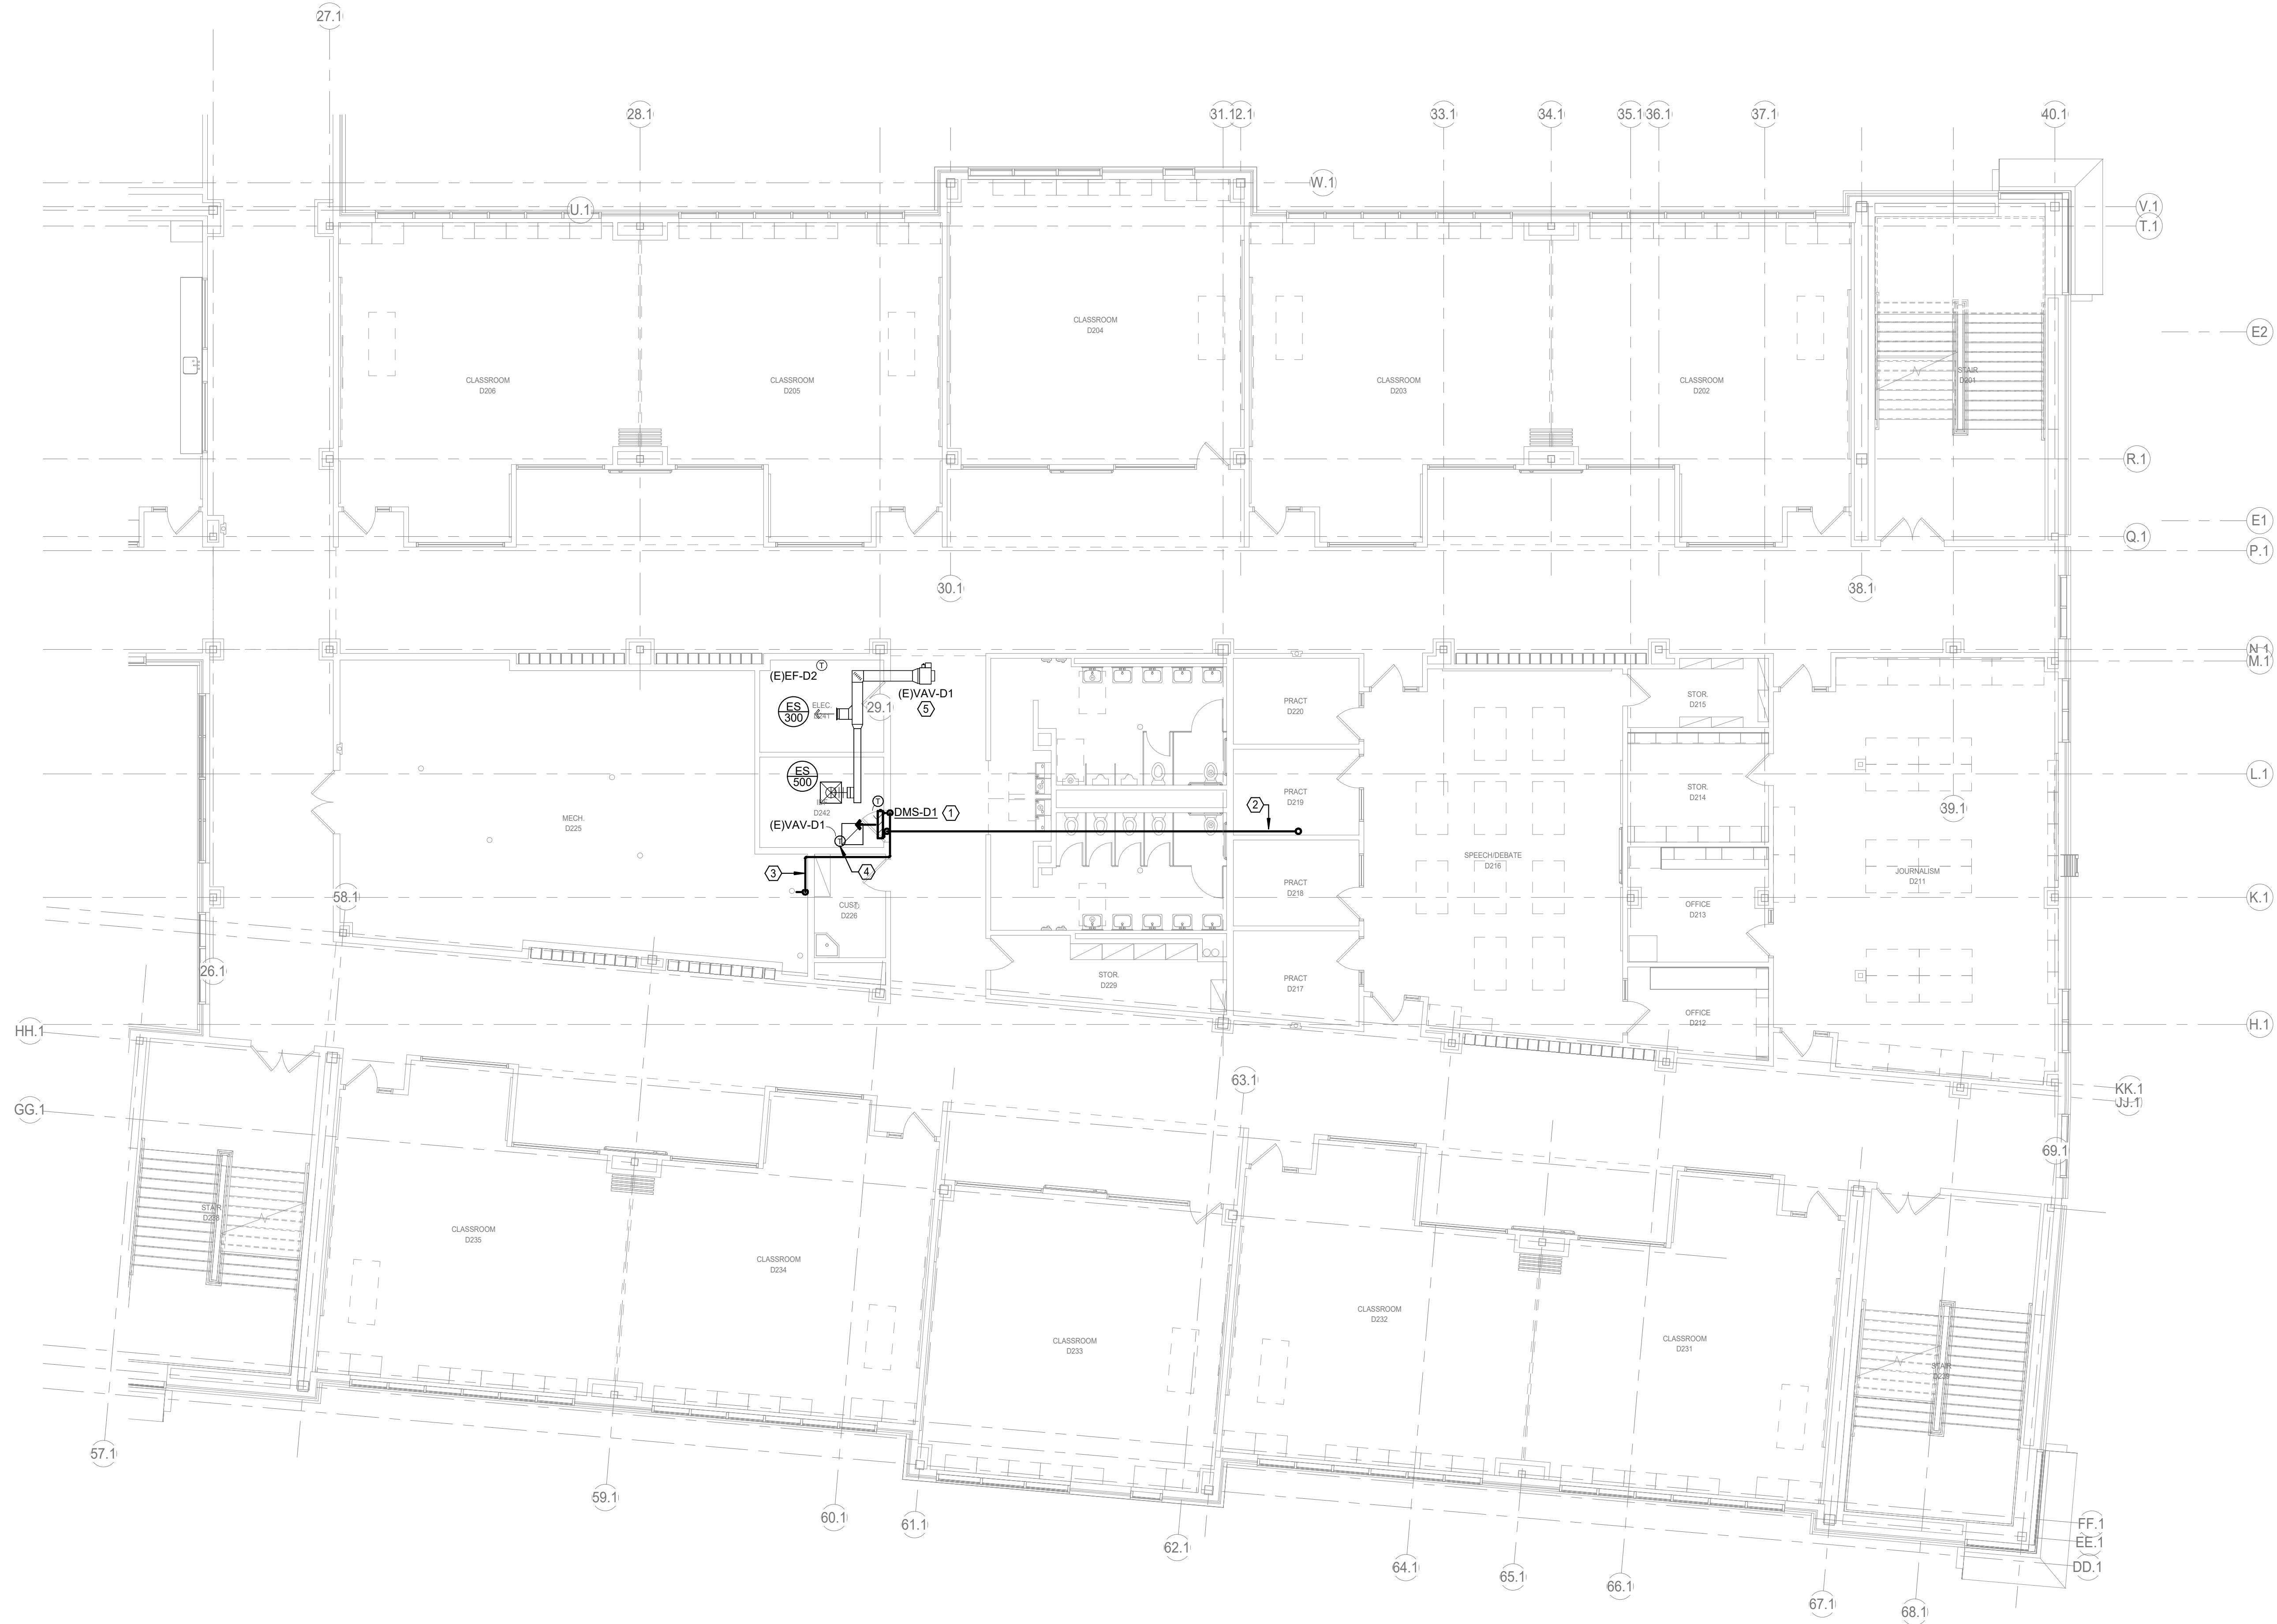 27.1
28.1
33.1
34.1
35.1
36.1
37.1
40.1
W.1
U.1
V.1
T.1
CLASSROOM
D204
E2
CLASSROOM
D206
CLASSROOM
D205
CLASSROOM
D203
CLASSROOM
D202
STAIR
D201
R.1
E1
Q.1
P.1
30.1
38.1
N.1
M.1
(E)EF-D2
T
(E)VAV-D1
5
ES
300
ELEC.
29.1
PRACT
D220
STOR.
D215
ES
500
L.1
D242
T
DMS-D1
1
2
PRACT
D219
STOR.
D214
39.1
MECH.
D225
(E)VAV-D1
T
3
4
SPEECH/DEBATE
D216
JOURNALISM
D211
PRACT
D218
58.1
CUST.
D226
OFFICE
D213
K.1
26.1
STOR.
D229
PRACT
D217
OFFICE
D212
HH.1
H.1
63.1
KK.1
JJ.1
GG.1
69.1
STAIR
D238
CLASSROOM
D235
CLASSROOM
D234
CLASSROOM
D233
CLASSROOM
D232
CLASSROOM
D231
STAIR
57.1
59.1
60.1
61.1
62.1
64.1
65.1
66.1
67.1
68.1
FF.1
EE.1
DD.1